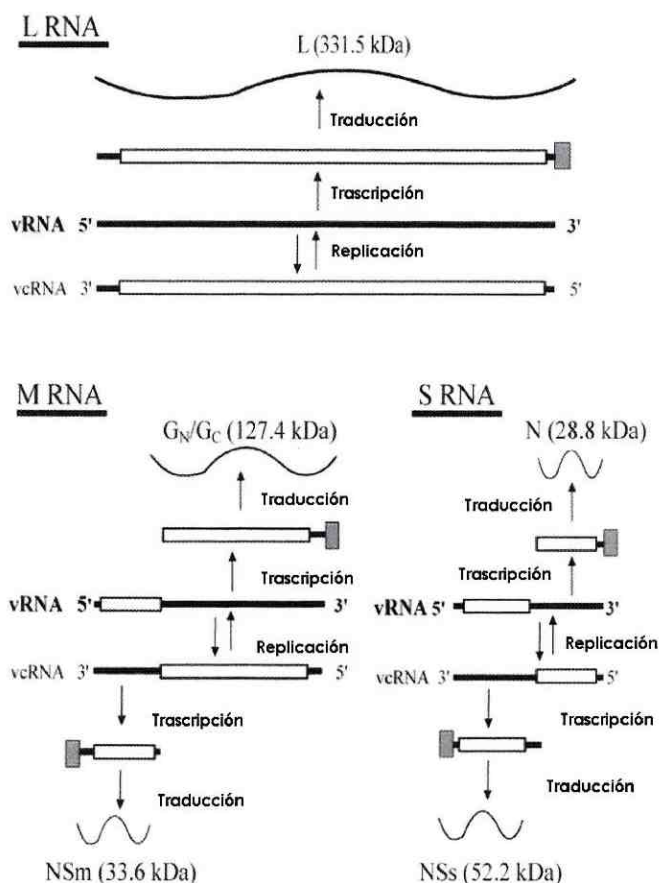 L RNA
L (331.5 kDa)
Traducción
Trascripción
vRNA 5' 3'
Replicación
vcRNA 3' 5'
M RNA
G_N/G_C (127.4 kDa)
Traducción
Trascripción
vRNA 5' 3'
Replicación
vcRNA 3' 5'
Trascripción
Traducción
NSm (33.6 kDa)
S RNA
N (28.8 kDa)
Traducción
Trascripción
vRNA 5' 3'
Replicación
vcRNA 3' 5'
Trascripción
Traducción
NSs (52.2 kDa)